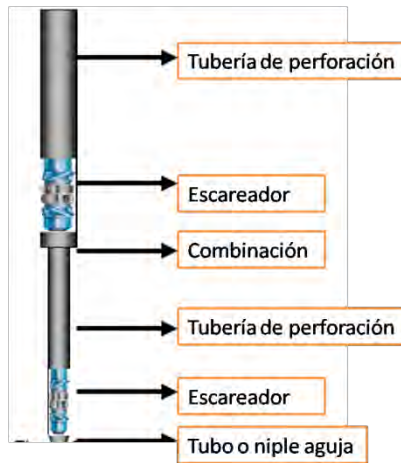 Tubería de perforación
Escareador
Combinación
Tubería de perforación
Escareador
Tubo o niple aguja